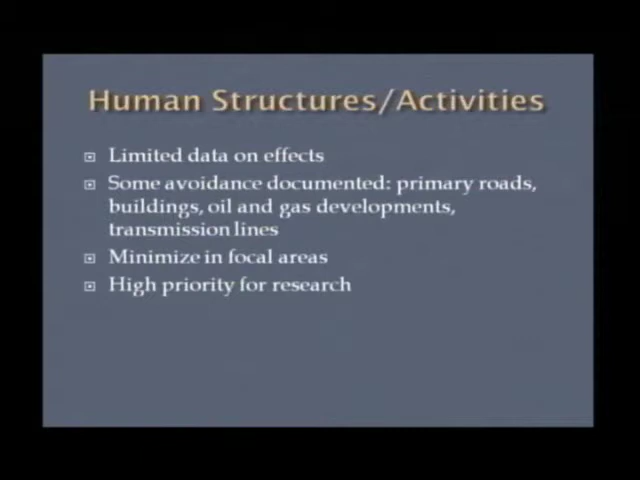 Human Structures/Activities
Limited data on effects
Some avoidance documented: primary roads,
buildings, oil and gas developments,
transmission lines
Minimize in focal areas
High priority for research